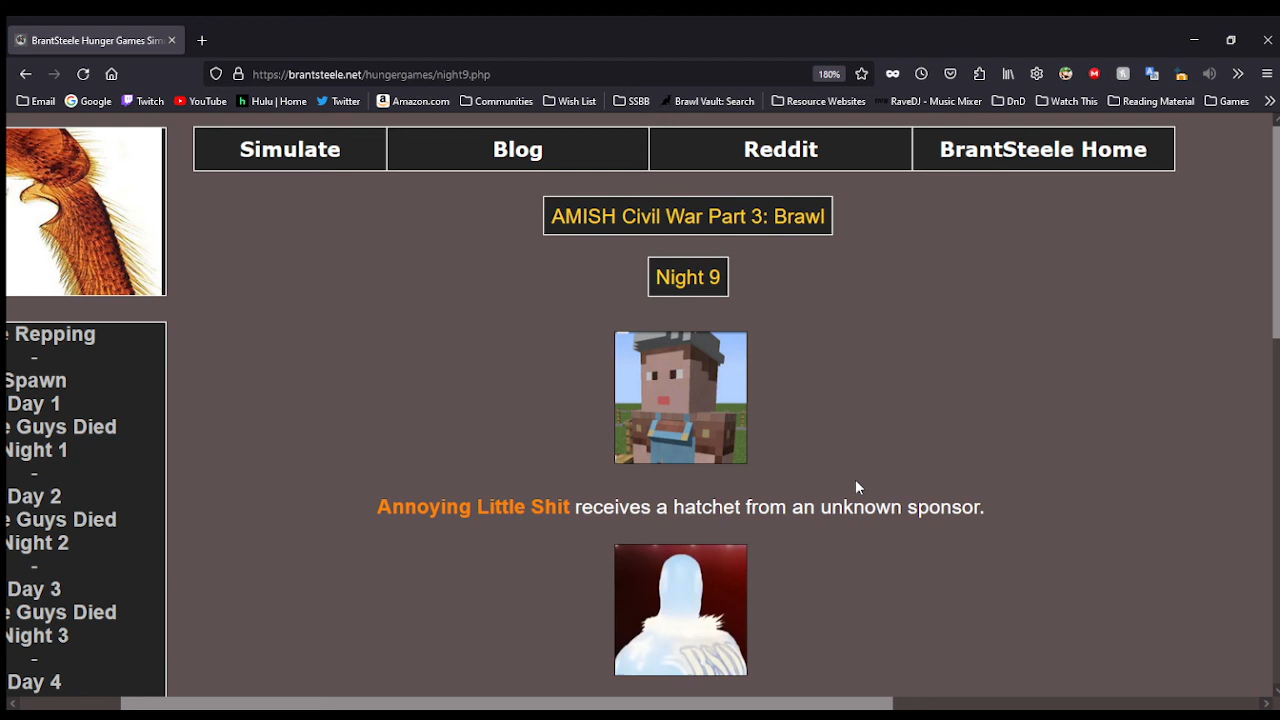 BrantSteele Hunger Games Sim
https://brantsteele.net/hungergames/night9.php
180%
Email
Google
Twitch
YouTube
Hulu | Home
Twitter
Amazon.com
Communities
Wish List
SSBB
Brawl Vault: Search
Resource Websites
RaveDJ - Music Mixer
DnD
Watch This
Reading Material
Games
Simulate
Blog
Reddit
BrantSteele Home
AMISH Civil War Part 3: Brawl
Night 9
Annoying Little Shit receives a hatchet from an unknown sponsor.
e Repping
-
Spawn
Day 1
e Guys Died
Night 1
-
Day 2
e Guys Died
Night 2
-
Day 3
e Guys Died
Night 3
-
Day 4